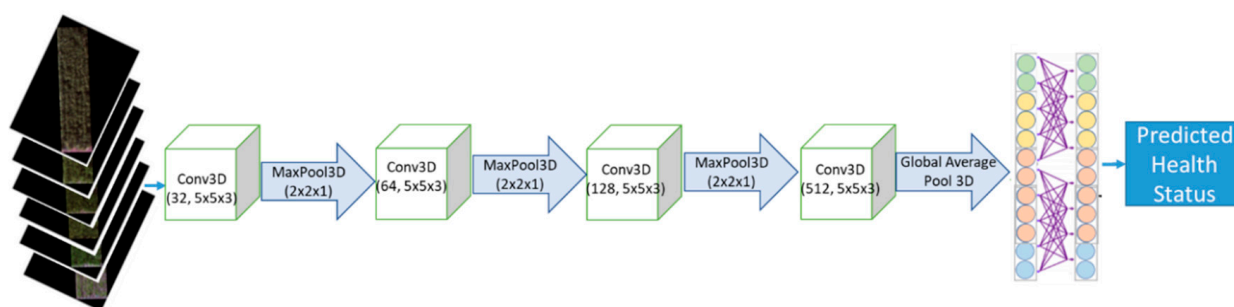 Conv3D
(32, 5x5x3)
MaxPool3D
(2x2x1)
Conv3D
(64, 5x5x3)
MaxPool3D
(2x2x1)
Conv3D
(128, 5x5x3)
MaxPool3D
(2x2x1)
Conv3D
(512, 5x5x3)
Global Average
Pool 3D
Predicted
Health
Status